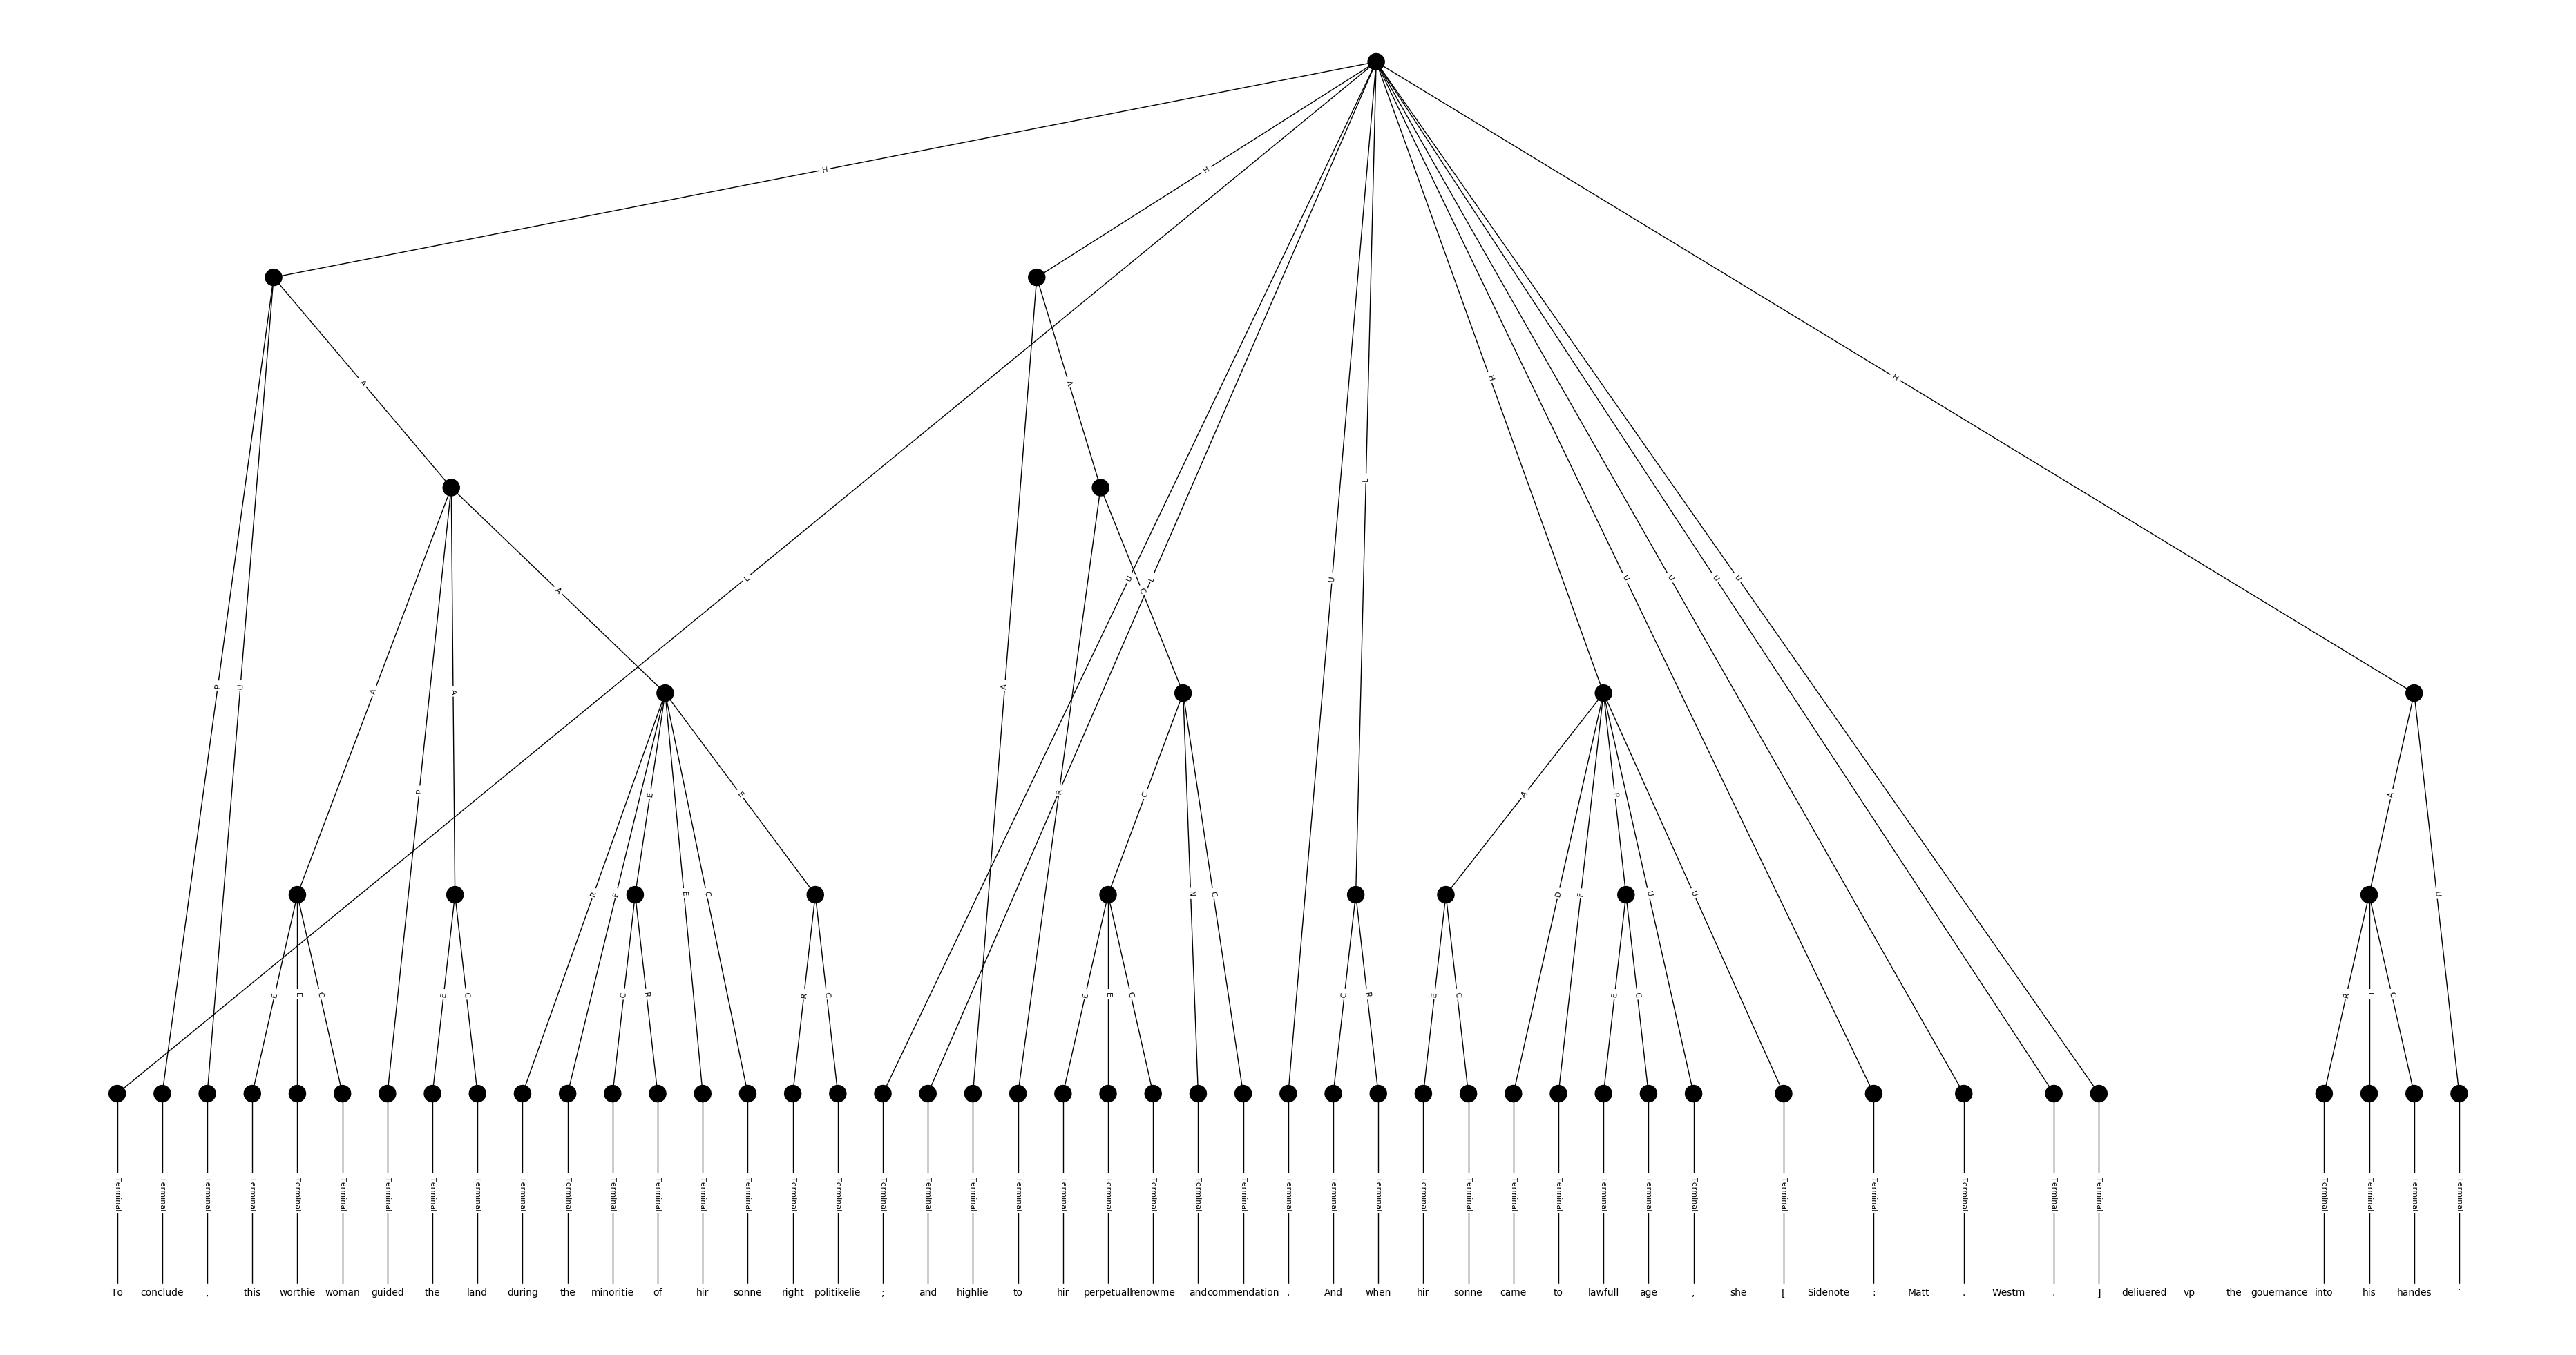 H H
H H
A A
L
U L C
U
L
U U U U
A
P U A A A
P E E R C A P A
R E E C E N C D F U U U
E E C E C C R R C E E C C R E C E C R E C
Terminal Terminal Terminal Terminal Terminal Terminal Terminal Terminal Terminal Terminal Terminal Terminal Terminal Terminal Terminal Terminal Terminal Terminal Terminal Terminal Terminal Terminal Terminal Terminal Terminal Terminal Terminal Terminal Terminal Terminal Terminal Terminal Terminal Terminal Terminal Terminal Terminal Terminal Terminal Terminal Terminal Terminal Terminal Terminal Terminal Terminal
To conclude , this worthie woman guided the land during the minoritie of hir sonne right politikelie ; and highlie to hir perpetuall renowme and commendation . And when hir sonne came to lawfull age , she [ Sidenote : Matt . Westm . ] deliuered vp the gouernance into his handes .